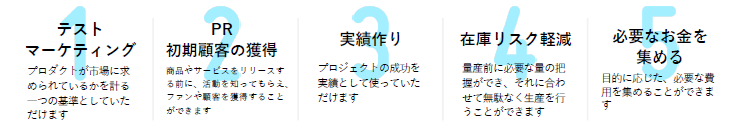 1
テスト
マーケティング
プロダクトが市場に求
められているかを計る
一つの基準としていた
だけます
2
PR
初期顧客の獲得
商品やサービスをリリースす
る前に、活動を知ってもらえ、
ファンや顧客を獲得すること
ができます
3
実績作り
プロジェクトの成功を
実績として使っていた
だけます
4
在庫リスク軽減
量産前に必要な量の把
握ができ、それに合わ
せて無駄なく生産を行
うことができます
5
必要なお金を
集める
目的に応じた、必要な費
用を集めることができま
す